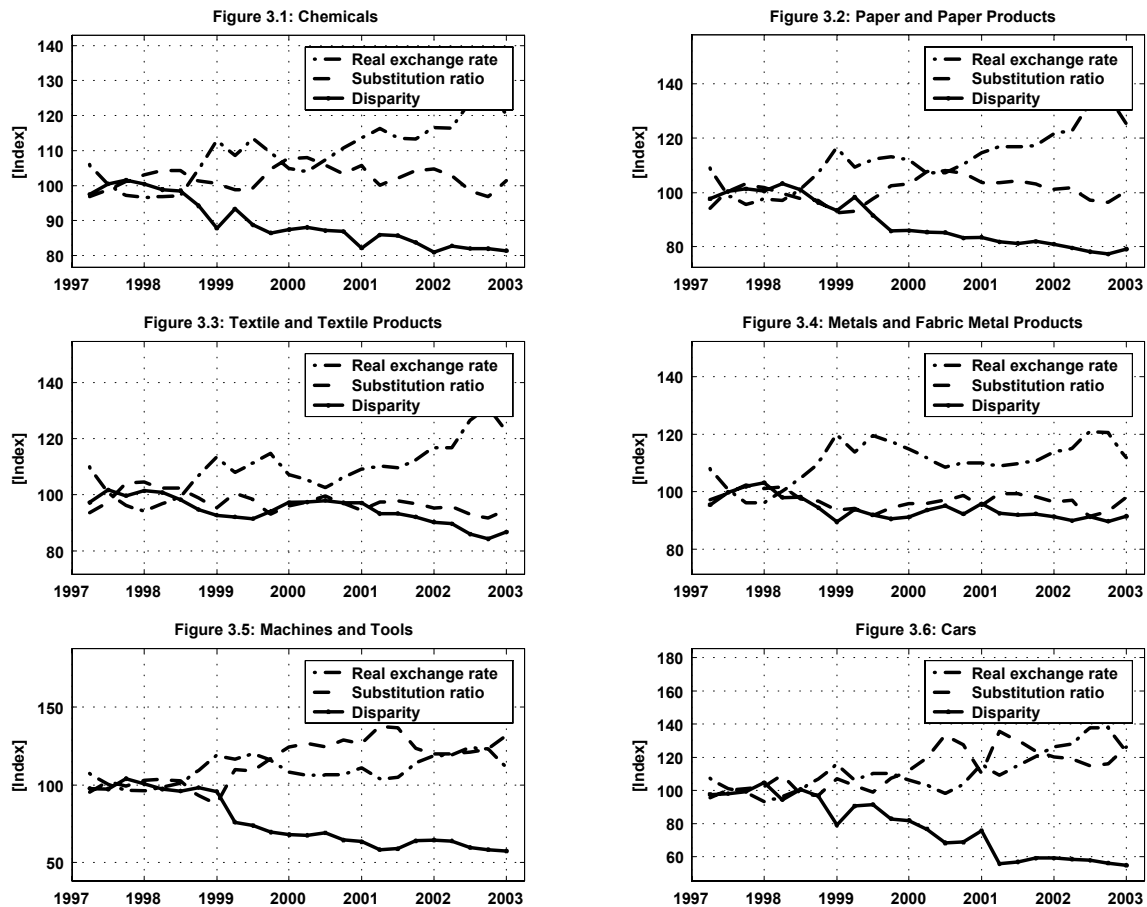 Figure 3.1: Chemicals
[Index]
140
130
120
110
100
90
80
1997 1998 1999 2000 2001 2002 2003
Real exchange rate
Substitution ratio
Disparity
Figure 3.2: Paper and Paper Products
[Index]
140
120
100
80
1997 1998 1999 2000 2001 2002 2003
Real exchange rate
Substitution ratio
Disparity
Figure 3.3: Textile and Textile Products
[Index]
140
120
100
80
1997 1998 1999 2000 2001 2002 2003
Real exchange rate
Substitution ratio
Disparity
Figure 3.4: Metals and Fabric Metal Products
[Index]
140
120
100
80
1997 1998 1999 2000 2001 2002 2003
Real exchange rate
Substitution ratio
Disparity
Figure 3.5: Machines and Tools
[Index]
150
100
50
1997 1998 1999 2000 2001 2002 2003
Real exchange rate
Substitution ratio
Disparity
Figure 3.6: Cars
[Index]
180
160
140
120
100
80
60
1997 1998 1999 2000 2001 2002 2003
Real exchange rate
Substitution ratio
Disparity